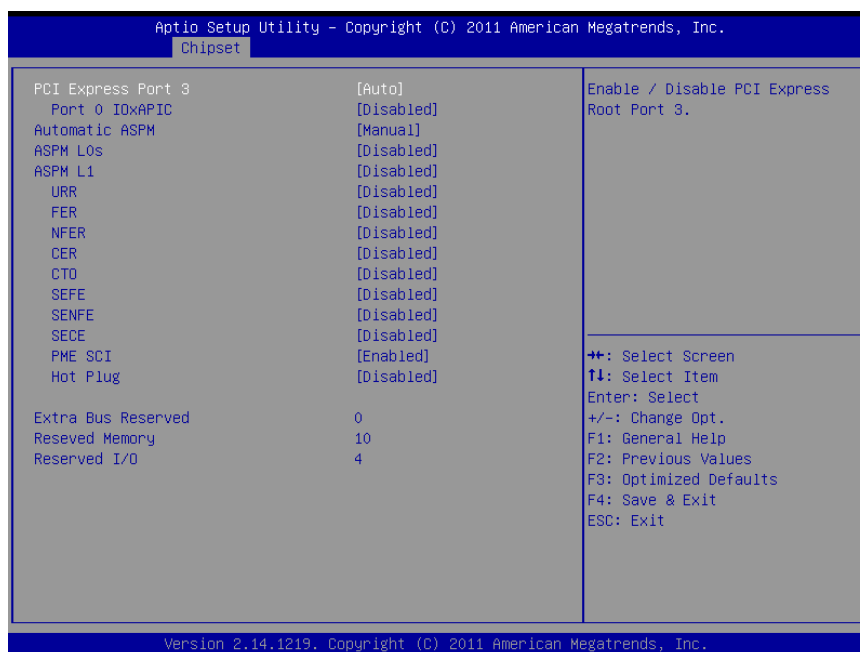 Aptio Setup Utility – Copyright (C) 2011 American Megatrends, Inc.
Chipset
PCI Express Port 3 [Auto]
Port 0 IOxAPIC [Disabled]
Automatic ASPM [Manual]
ASPM L0s [Disabled]
ASPM L1 [Disabled]
URR [Disabled]
FER [Disabled]
NFER [Disabled]
CER [Disabled]
CTO [Disabled]
SEFE [Disabled]
SENFE [Disabled]
SECE [Disabled]
PME SCI [Enabled]
Hot Plug [Disabled]
Extra Bus Reserved 0
Reseved Memory 10
Reserved I/O 4
Enable / Disable PCI Express
Root Port 3.
→←: Select Screen
↑↓: Select Item
Enter: Select
+/-: Change Opt.
F1: General Help
F2: Previous Values
F3: Optimized Defaults
F4: Save & Exit
ESC: Exit
Version 2.14.1219. Copyright (C) 2011 American Megatrends, Inc.